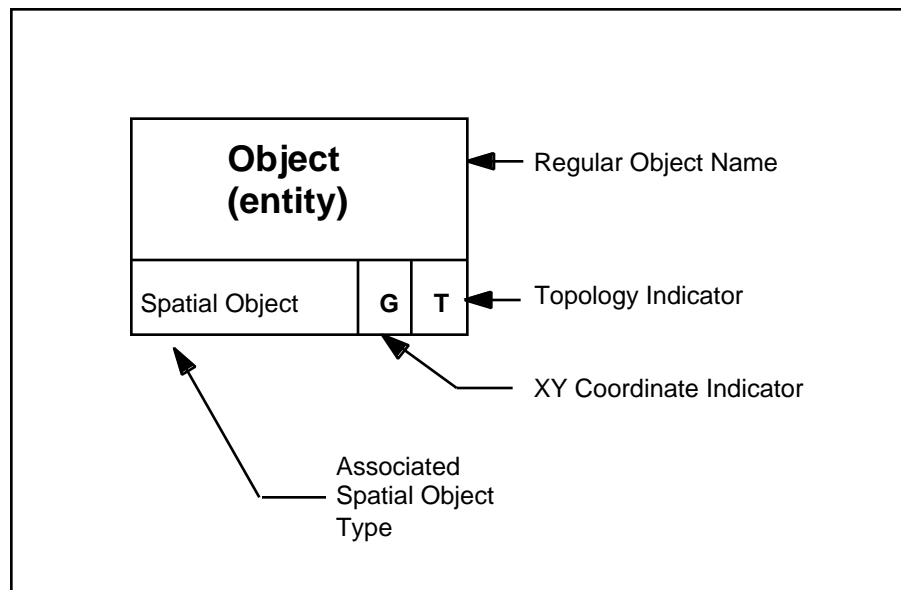 Object
(entity)
Regular Object Name
Spatial Object
G
T
Topology Indicator
XY Coordinate Indicator
Associated
Spatial Object
Type